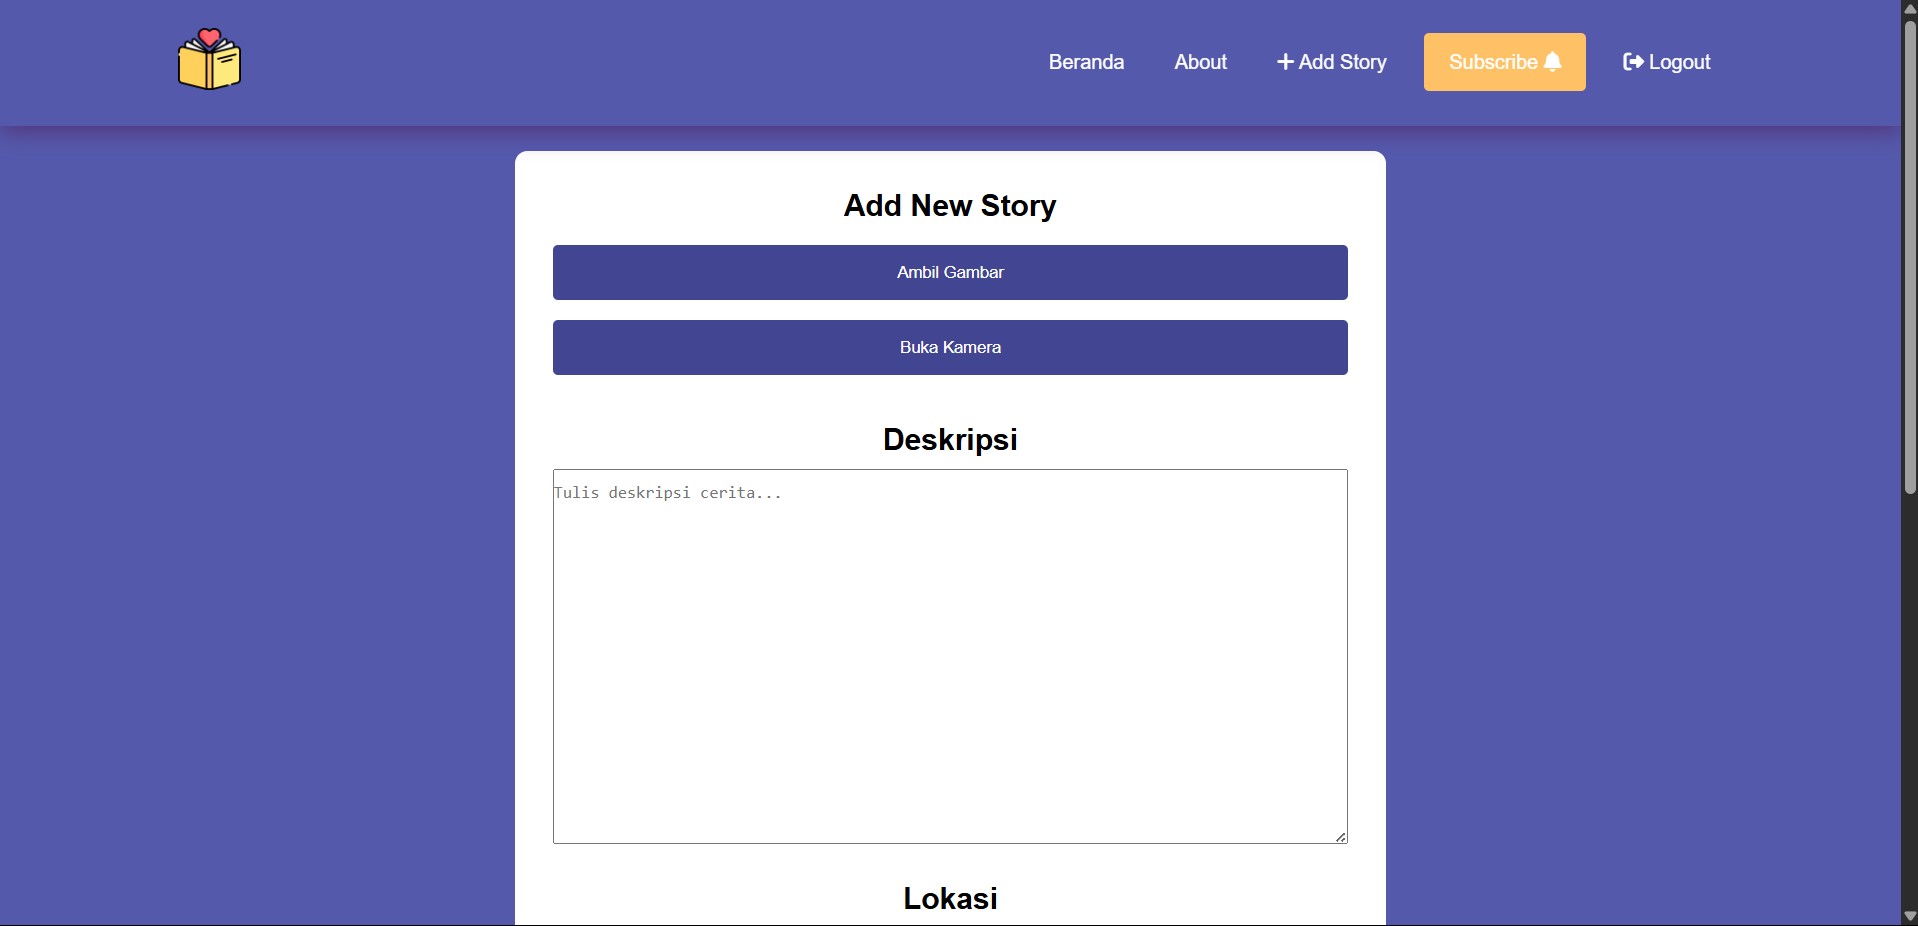 Beranda About Add Story Subscribe Logout
Add New Story
Ambil Gambar
Buka Kamera
Deskripsi
Tulis deskripsi cerita...
Lokasi